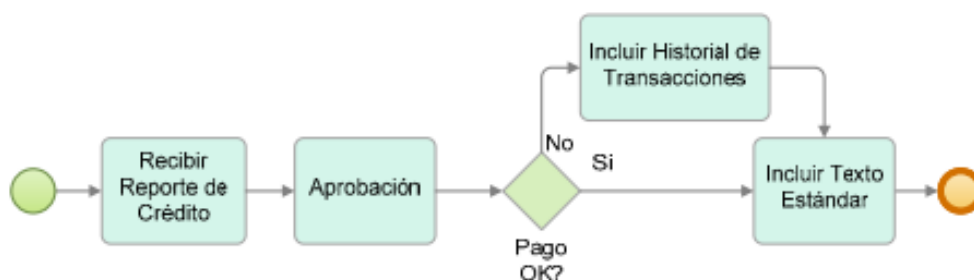 Recibir
Reporte de
Crédito
Aprobación
Pago
OK?
No
Si
Incluir Historial de
Transacciones
Incluir Texto
Estándar